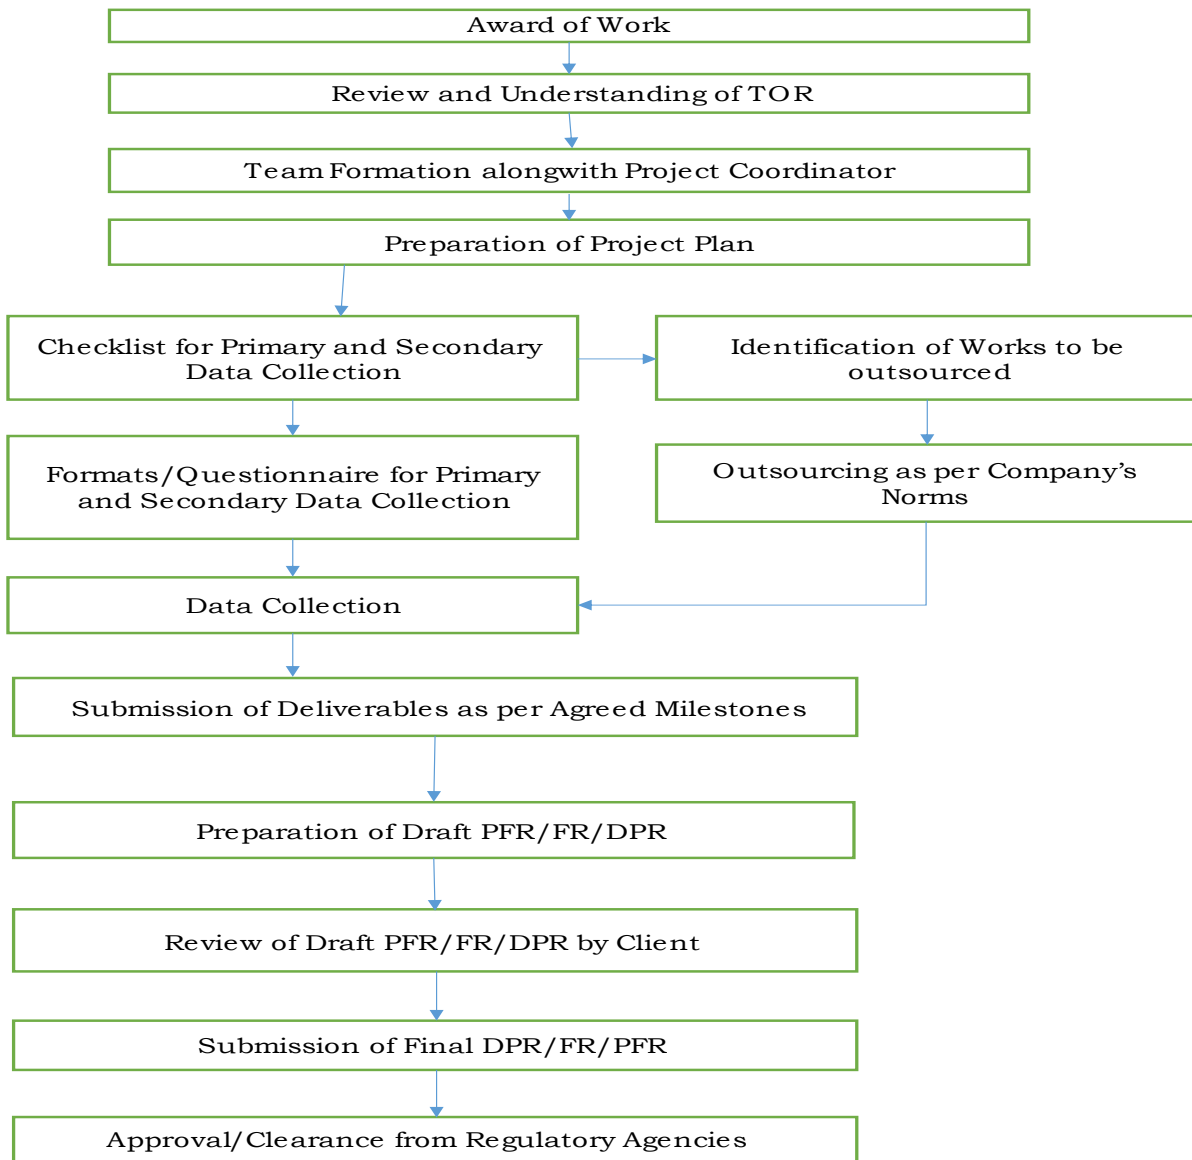 Award of Work
Review and Understanding of TOR
Team Formation alongwith Project Coordinator
Preparation of Project Plan
Checklist for Primary and Secondary
Data Collection
Identification of Works to be
outsourced
Formats/Questionnaire for Primary
and Secondary Data Collection
Outsourcing as per Company’s
Norms
Data Collection
Submission of Deliverables as per Agreed Milestones
Preparation of Draft PFR/FR/DPR
Review of Draft PFR/FR/DPR by Client
Submission of Final DPR/FR/PFR
Approval/Clearance from Regulatory Agencies